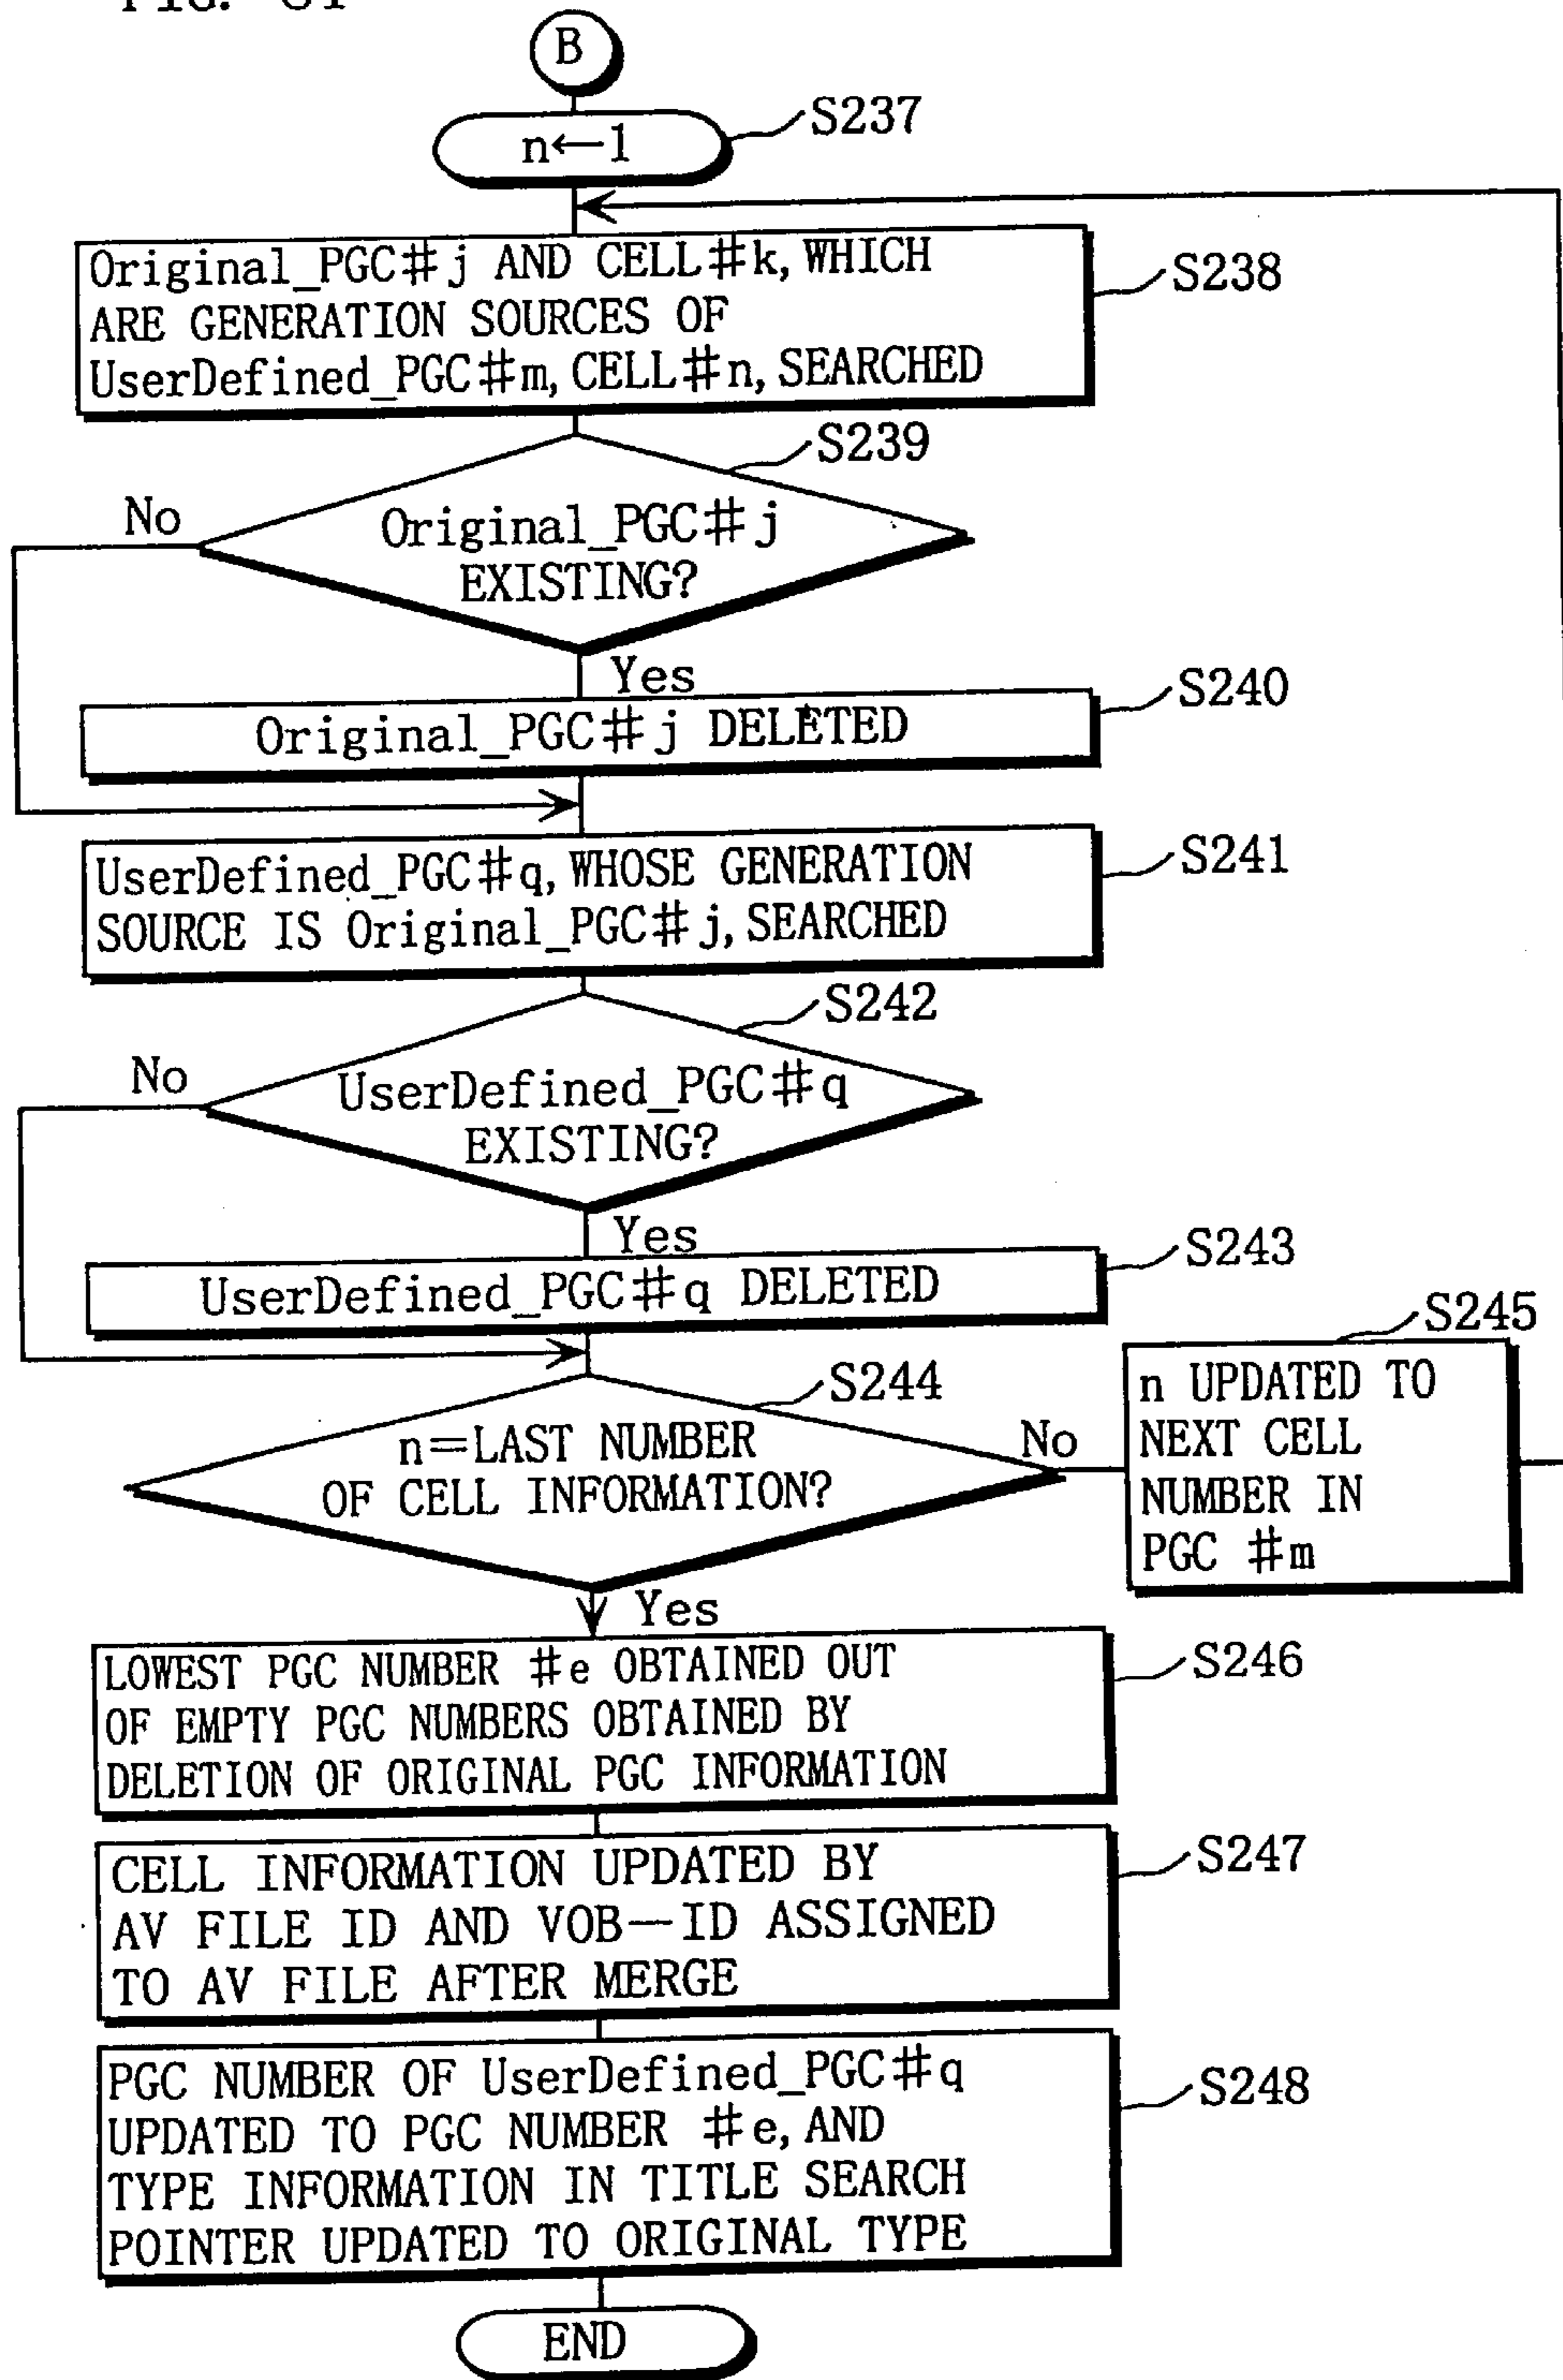 B
n←1
S237
Original_PGC#j AND CELL#k, WHICH
ARE GENERATION SOURCES OF
UserDefined_PGC#m, CELL#n, SEARCHED
S238
S239
No
Original_PGC#j
EXISTING?
Yes
S240
Original_PGC#j DELETED
S241
UserDefined_PGC#q, WHOSE GENERATION
SOURCE IS Original_PGC#j, SEARCHED
S242
No
UserDefined_PGC#q
EXISTING?
Yes
S243
UserDefined_PGC#q DELETED
S244
n=LAST NUMBER
OF CELL INFORMATION?
No
S245
n UPDATED TO
NEXT CELL
NUMBER IN
PGC #m
Yes
LOWEST PGC NUMBER #e OBTAINED OUT
OF EMPTY PGC NUMBERS OBTAINED BY
DELETION OF ORIGINAL PGC INFORMATION
S246
CELL INFORMATION UPDATED BY
AV FILE ID AND VOB—ID ASSIGNED
TO AV FILE AFTER MERGE
S247
PGC NUMBER OF UserDefined_PGC#q
UPDATED TO PGC NUMBER #e, AND
TYPE INFORMATION IN TITLE SEARCH
POINTER UPDATED TO ORIGINAL TYPE
S248
END